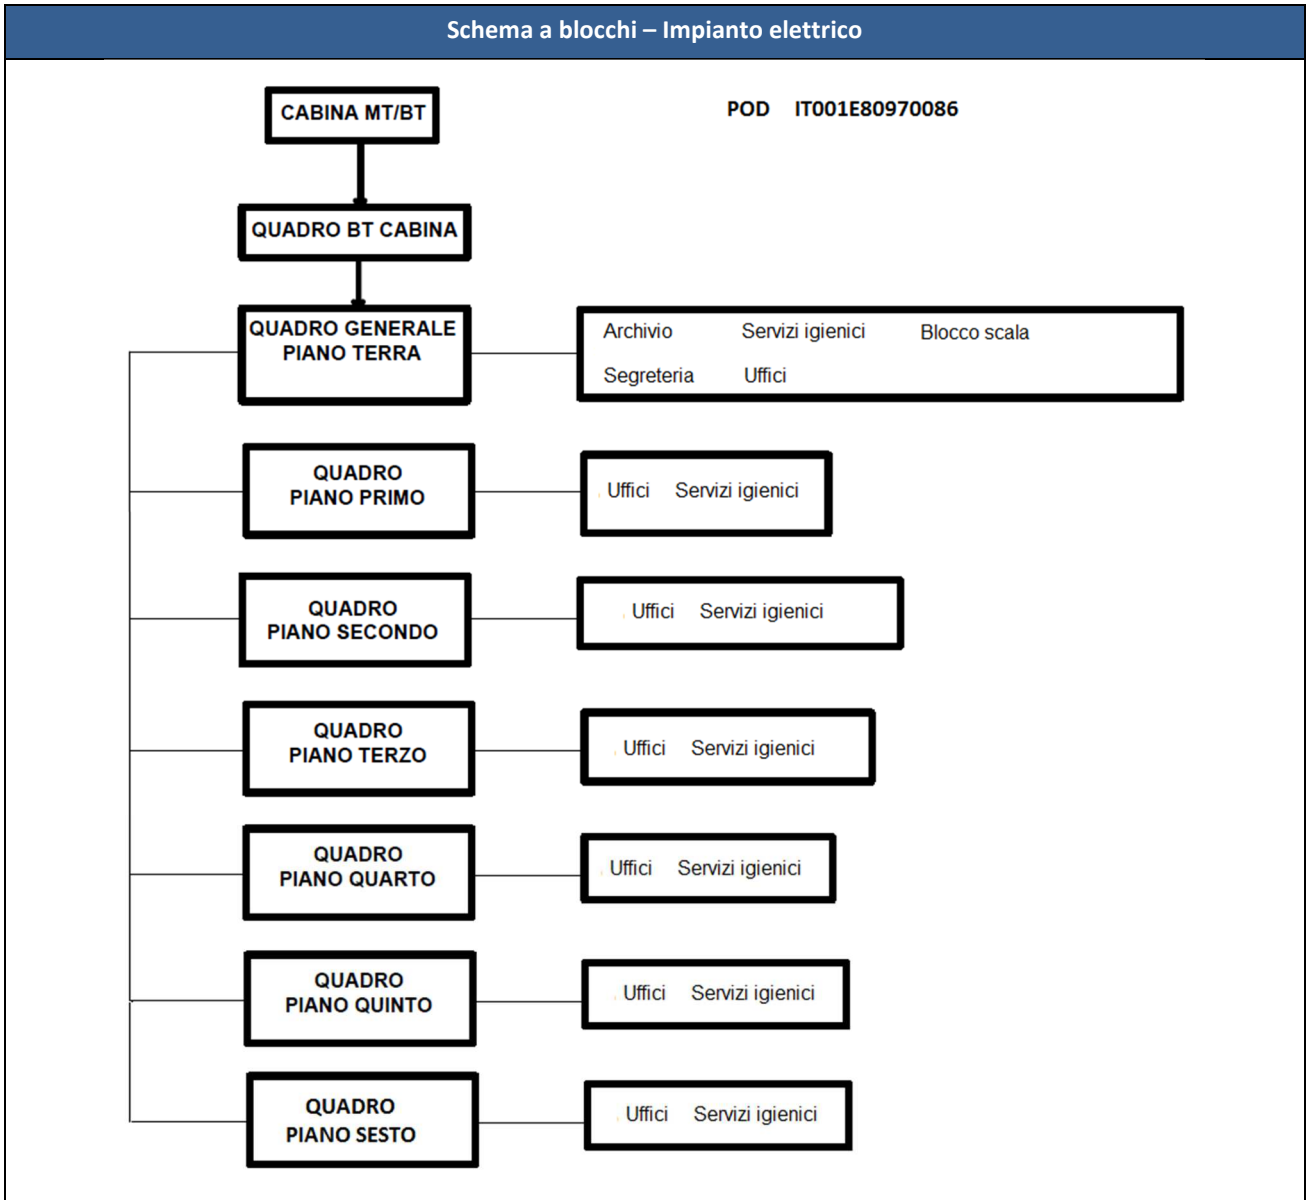 Schema a blocchi – Impianto elettrico
CABINA MT/BT
POD IT001E80970086
QUADRO BT CABINA
QUADRO GENERALE
PIANO TERRA
Archivio Servizi igienici Blocco scala
Segreteria Uffici
QUADRO
PIANO PRIMO
Uffici Servizi igienici
QUADRO
PIANO SECONDO
Uffici Servizi igienici
QUADRO
PIANO TERZO
Uffici Servizi igienici
QUADRO
PIANO QUARTO
Uffici Servizi igienici
QUADRO
PIANO QUINTO
Uffici Servizi igienici
QUADRO
PIANO SESTO
Uffici Servizi igienici